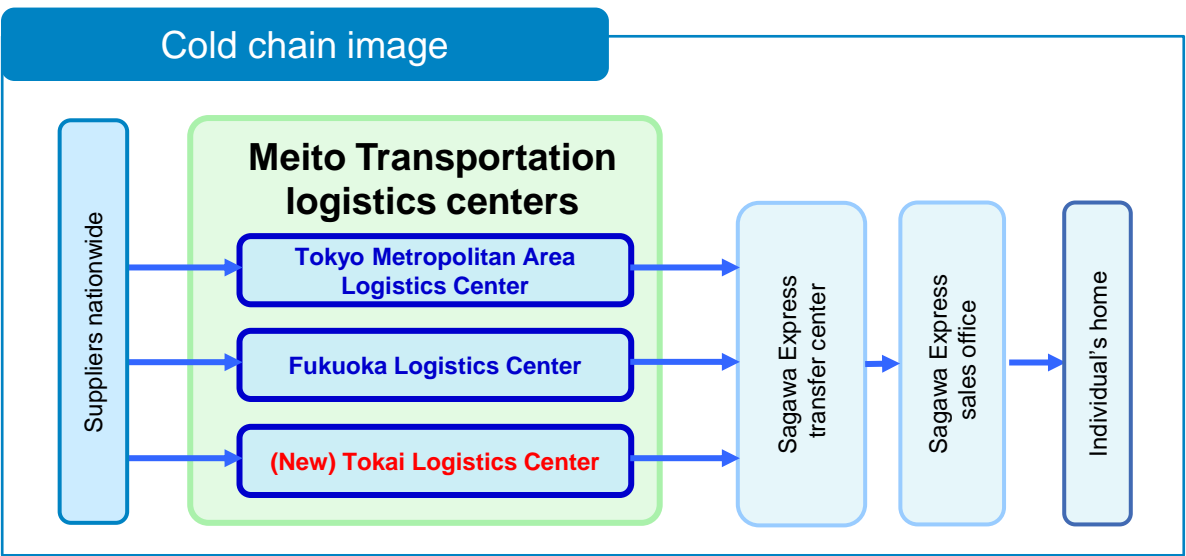 Cold chain image
Suppliers nationwide
Meito Transportation
logistics centers
Tokyo Metropolitan Area
Logistics Center
Fukuoka Logistics Center
(New) Tokai Logistics Center
Sagawa Express
transfer center
Sagawa Express
sales office
Individual’s home